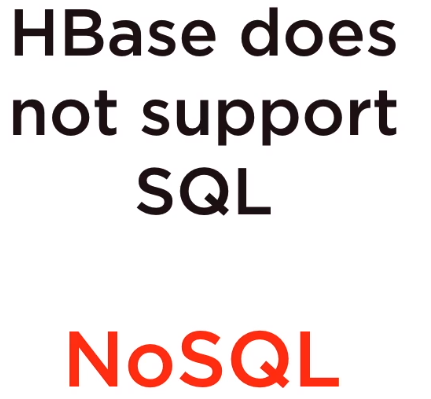 HBase does
not support
SQL
NoSQL